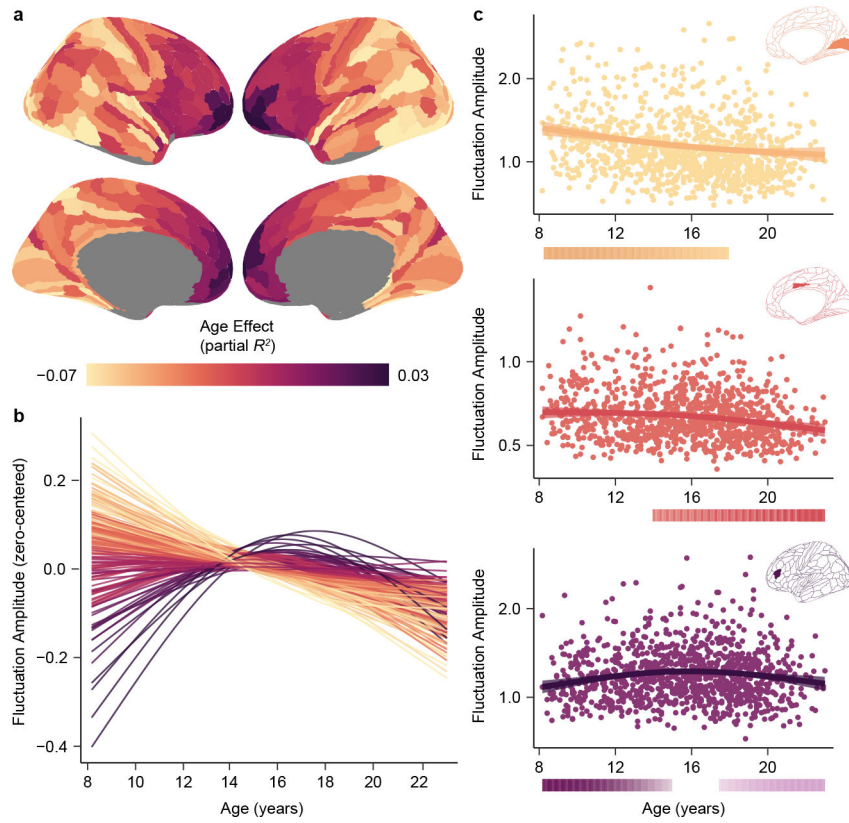 a
Age Effect
(partial R²)
−0.07
0.03
b
Fluctuation Amplitude (zero-centered)
0.2
0.0
−0.2
−0.4
8
10
12
14
16
18
20
22
Age (years)
c
Fluctuation Amplitude
2.0
1.0
8
12
16
20
Fluctuation Amplitude
1.0
0.5
8
12
16
20
Fluctuation Amplitude
2.0
1.0
8
12
16
20
Age (years)